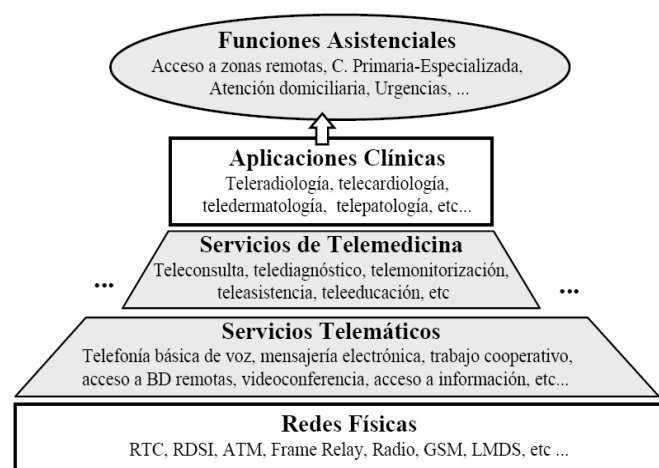 Funciones Asistenciales
Acceso a zonas remotas, C. Primaria-Especializada,
Atención domiciliaria, Urgencias, ...
Aplicaciones Clínicas
Teleradiología, telecardiología,
teledermatología, telepatología, etc...
Servicios de Telemedicina
Teleconsulta, telediagnóstico, telemonitorización,
teleasistencia, teleeducación, etc
... ...
Servicios Telemáticos
Telefonía básica de voz, mensajería electrónica, trabajo cooperativo,
acceso a BD remotas, videoconferencia, acceso a información, etc...
Redes Físicas
RTC, RDSI, ATM, Frame Relay, Radio, GSM, LMDS, etc ...